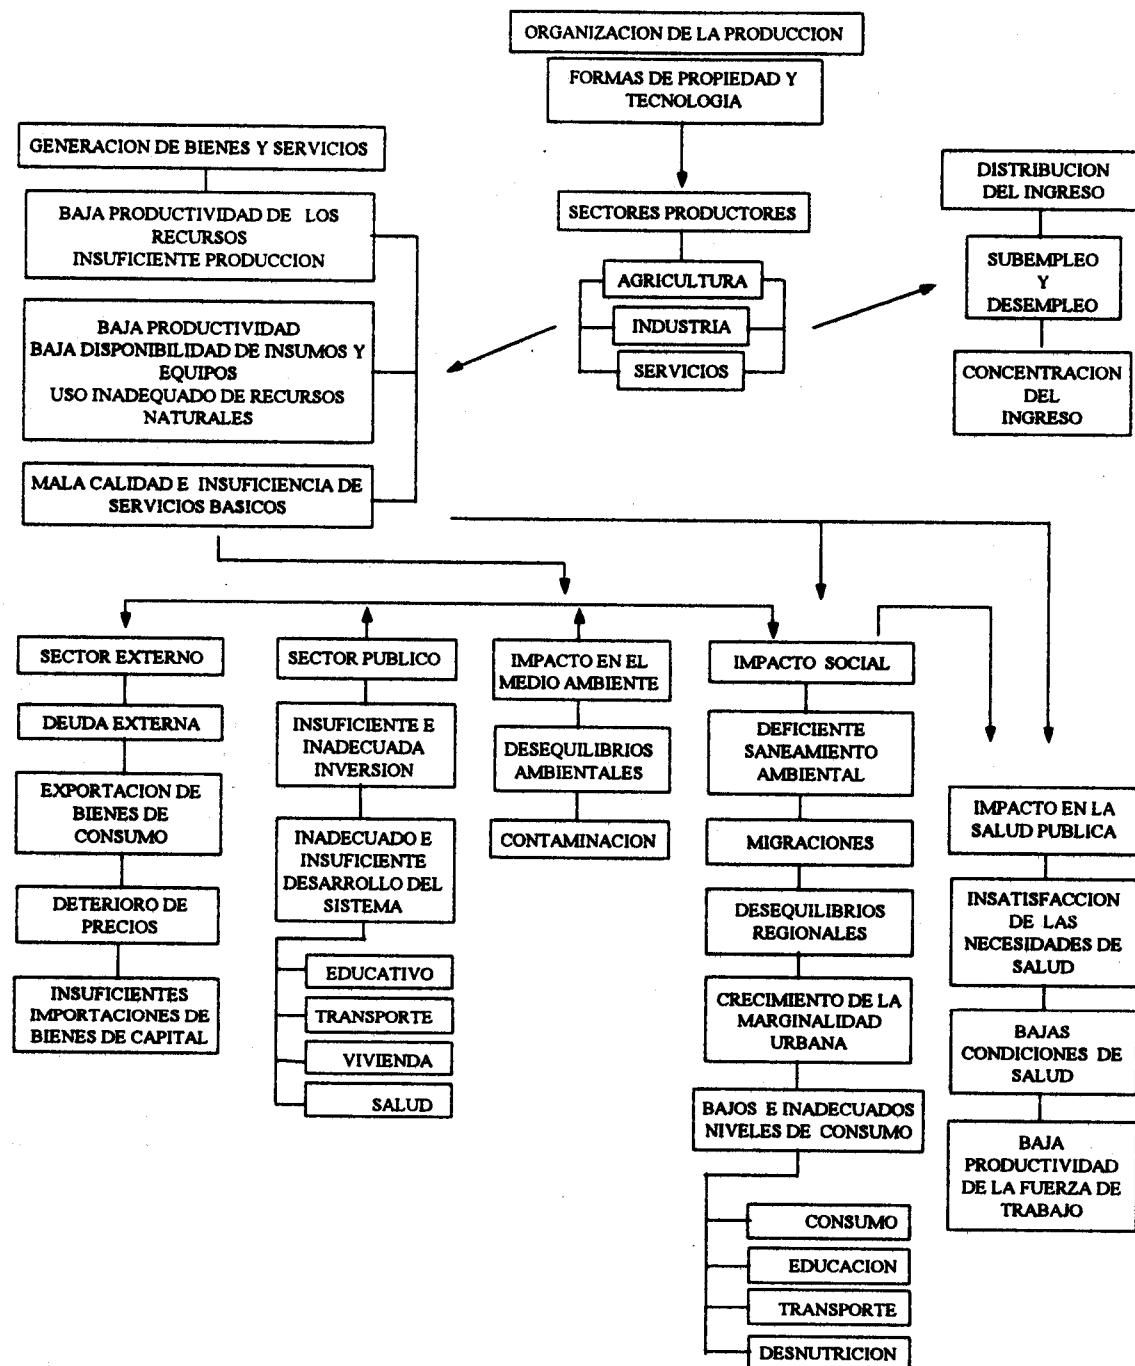 ORGANIZACION DE LA PRODUCCION
FORMAS DE PROPIEDAD Y
TECNOLOGIA
GENERACION DE BIENES Y SERVICIOS
BAJA PRODUCTIVIDAD DE LOS
RECURSOS
INSUFICIENTE PRODUCCION
BAJA PRODUCTIVIDAD
BAJA DISPONIBILIDAD DE INSUMOS Y
EQUIPOS
USO INADEQUADO DE RECURSOS
NATURALES
MALA CALIDAD E INSUFICIENCIA DE
SERVICIOS BASICOS
SECTORES PRODUCTORES
AGRICULTURA
INDUSTRIA
SERVICIOS
DISTRIBUCION
DEL INGRESO
SUBEMPLEO
Y
DESEMPLEO
CONCENTRACION
DEL
INGRESO
SECTOR EXTERNO
DEUDA EXTERNA
EXPORTACION DE
BIENES DE
CONSUMO
DETERIORO DE
PRECIOS
INSUFICIENTES
IMPORTACIONES DE
BIENES DE CAPITAL
SECTOR PUBLICO
INSUFICIENTE E
INADECUADA
INVERSION
INADECUADO E
INSUFICIENTE
DESARROLLO DEL
SISTEMA
EDUCATIVO
TRANSPORTE
VIVIENDA
SALUD
IMPACTO EN EL
MEDIO AMBIENTE
DESEQUILIBRIOS
AMBIENTALES
CONTAMINACION
IMPACTO SOCIAL
DEFICIENTE
SANEAMIENTO
AMBIENTAL
MIGRACIONES
DESEQUILIBRIOS
REGIONALES
CRECIMIENTO DE LA
MARGINALIDAD
URBANA
BAJOS E INADECUADOS
NIVELES DE CONSUMO
CONSUMO
EDUCACION
TRANSPORTE
DESNUTRICION
IMPACTO EN LA
SALUD PUBLICA
INSATISFACCION
DE LAS
NECESIDADES DE
SALUD
BAJAS
CONDICIONES DE
SALUD
BAJA
PRODUCTIVIDAD
DE LA FUERZA DE
TRABAJO